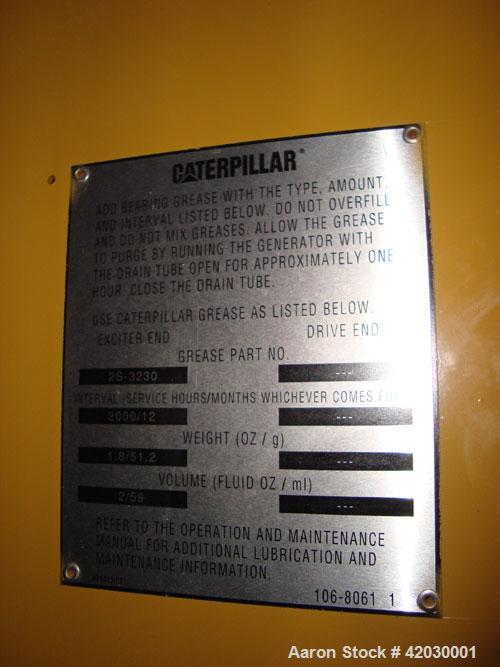 CATERPILLAR®
ADD BEARING GREASE WITH THE TYPE, AMOUNT,
AND INTERVAL LISTED BELOW. DO NOT OVERFILL
AND DO NOT MIX GREASES. ALLOW THE GREASE
TO PURGE BY RUNNING THE GENERATOR WITH
THE DRAIN TUBE OPEN FOR APPROXIMATELY ONE
HOUR. CLOSE THE DRAIN TUBE.
USE CATERPILLAR GREASE AS LISTED BELOW.
EXCITER END DRIVE END
GREASE PART NO.
2S-3230 ---
INTERVAL (SERVICE HOURS/MONTHS WHICHEVER COMES
2000/12 ---
WEIGHT (OZ / g)
1.8/51.2 ---
VOLUME (FLUID OZ / ml)
2/59 ---
REFER TO THE OPERATION AND MAINTENANCE
MANUAL FOR ADDITIONAL LUBRICATION AND
MAINTENANCE INFORMATION.
106-8061 1
Aaron Stock # 42030001